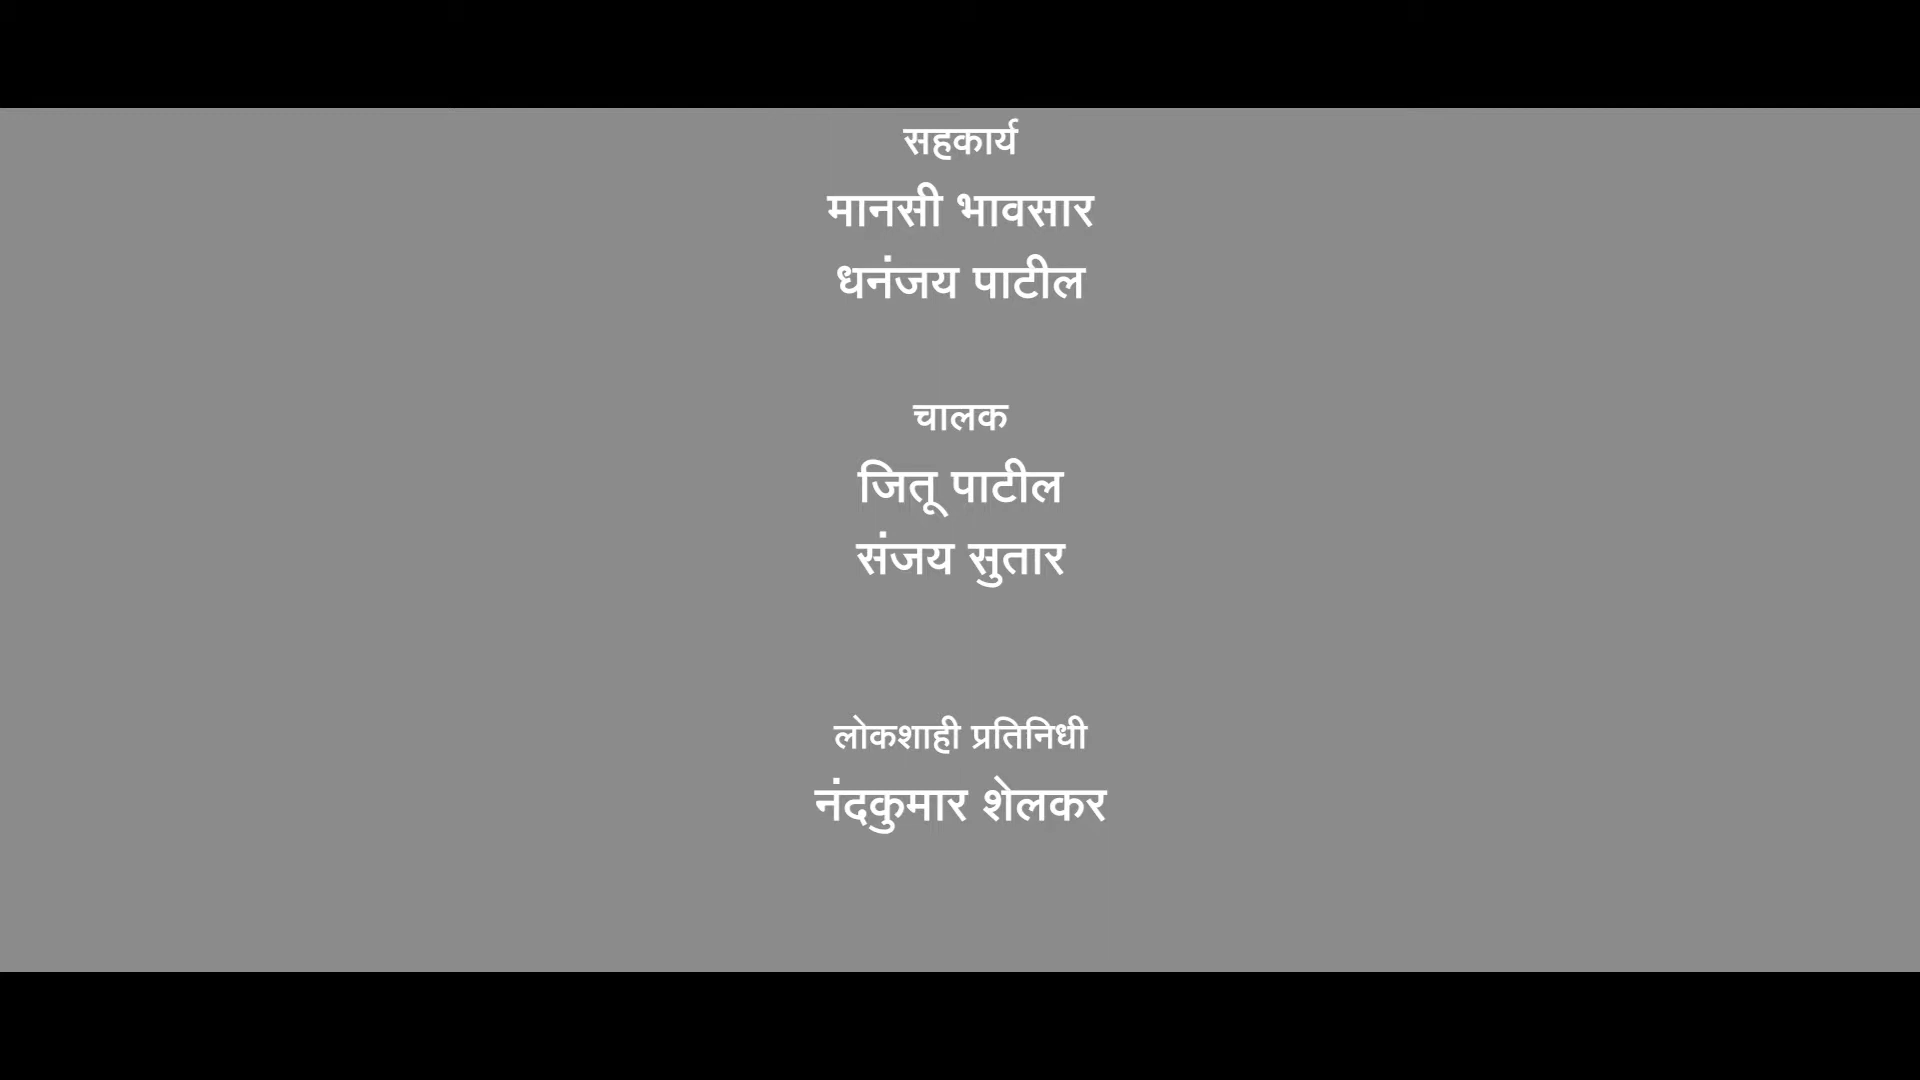 सहकार्य
मानसी भावसार
धनंजय पाटील
चालक
जितू पाटील
संजय सुतार
लोकशाही प्रतिनिधी
नंदकुमार शेलकर